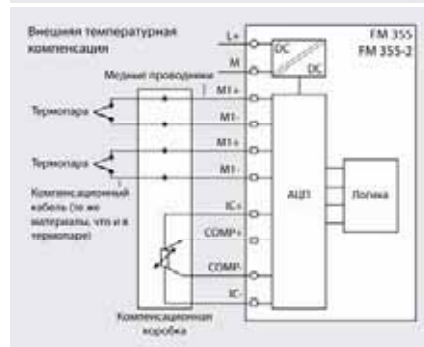 Внешняя температурная
компенсация
Медные проводники
Термопара
Термопара
Компенсационный
кабель (те же
материалы, что и в
термопаре)
Компенсационная
коробка
L+
M
M1+
M1-
M1+
M1-
IC+
COMP+
COMP-
IC-
DC
DC
FM 355
FM 355-2
АЦП
Логика